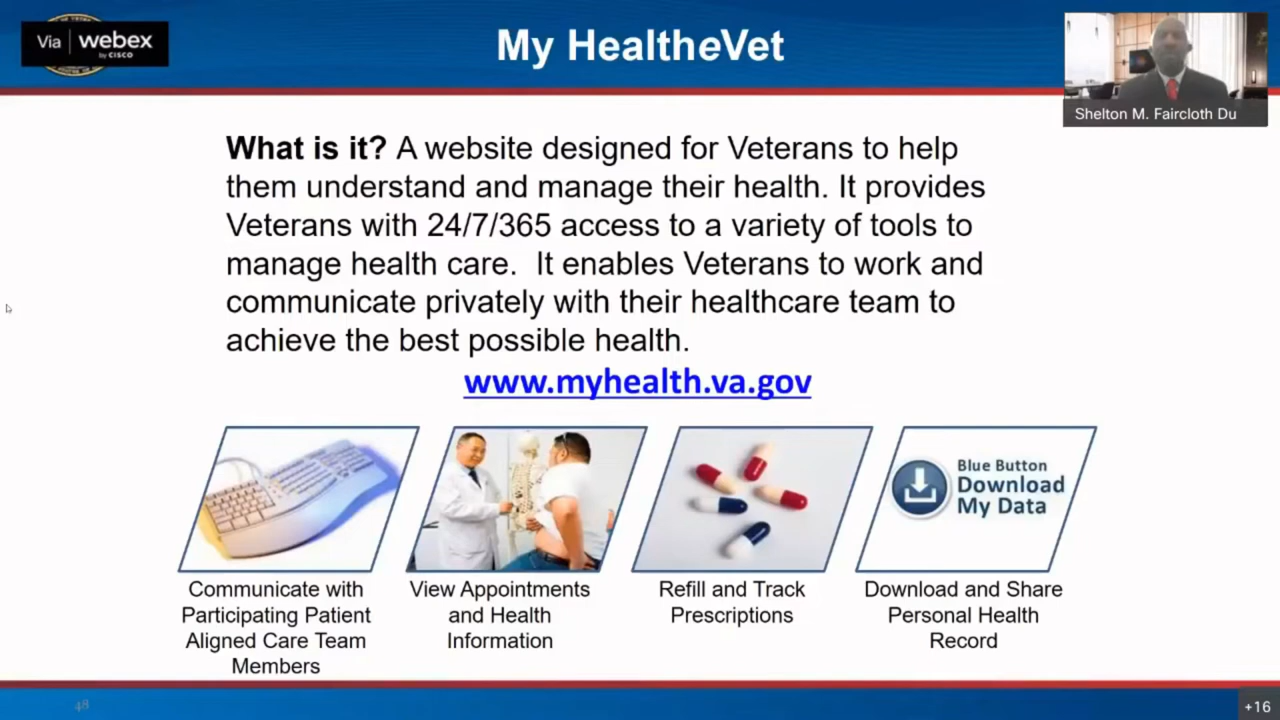 Via webex
by CISCO
My HealtheVet
Shelton M. Faircloth Du
What is it? A website designed for Veterans to help
them understand and manage their health. It provides
Veterans with 24/7/365 access to a variety of tools to
manage health care.  It enables Veterans to work and
communicate privately with their healthcare team to
achieve the best possible health.
www.myhealth.va.gov
Blue Button
Download
My Data
Communicate with
Participating Patient
Aligned Care Team
Members
View Appointments
and Health
Information
Refill and Track
Prescriptions
Download and Share
Personal Health
Record
48
+16